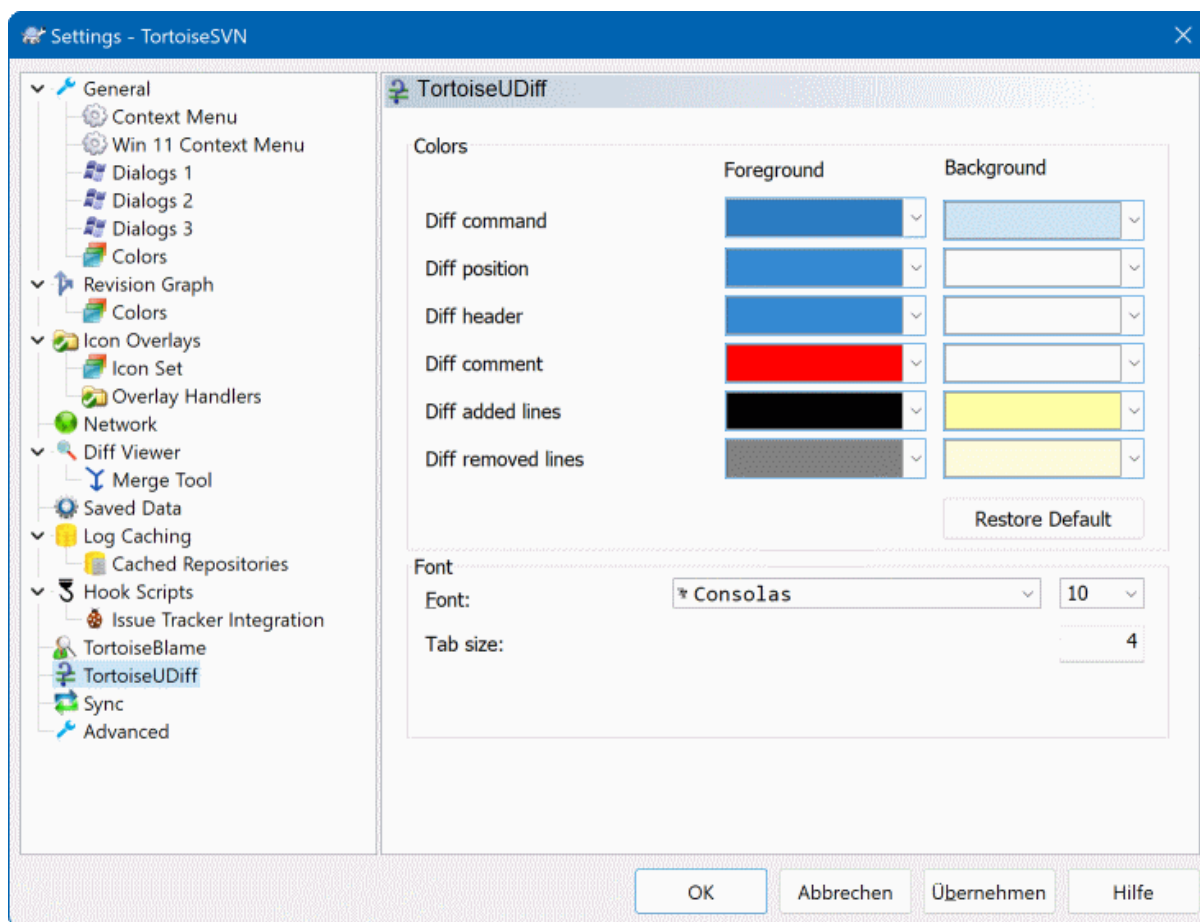 Settings - TortoiseSVN
General
Context Menu
Win 11 Context Menu
Dialogs 1
Dialogs 2
Dialogs 3
Colors
Revision Graph
Colors
Icon Overlays
Icon Set
Overlay Handlers
Network
Diff Viewer
Merge Tool
Saved Data
Log Caching
Cached Repositories
Hook Scripts
Issue Tracker Integration
TortoiseBlame
TortoiseUDiff
Sync
Advanced
TortoiseUDiff
Colors
Foreground Background
Diff command
Diff position
Diff header
Diff comment
Diff added lines
Diff removed lines
Restore Default
Font
Font: Consolas 10
Tab size: 4
OK Abbrechen Übernehmen Hilfe